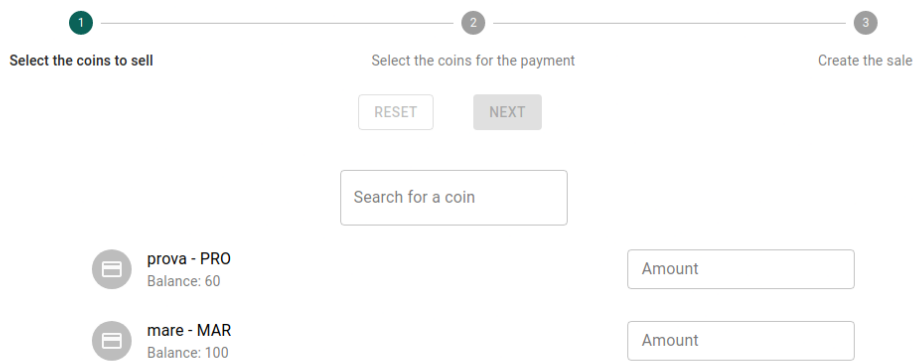 1
2
3
Select the coins to sell
Select the coins for the payment
Create the sale
RESET
NEXT
Search for a coin
prova - PRO
Balance: 60
Amount
mare - MAR
Balance: 100
Amount